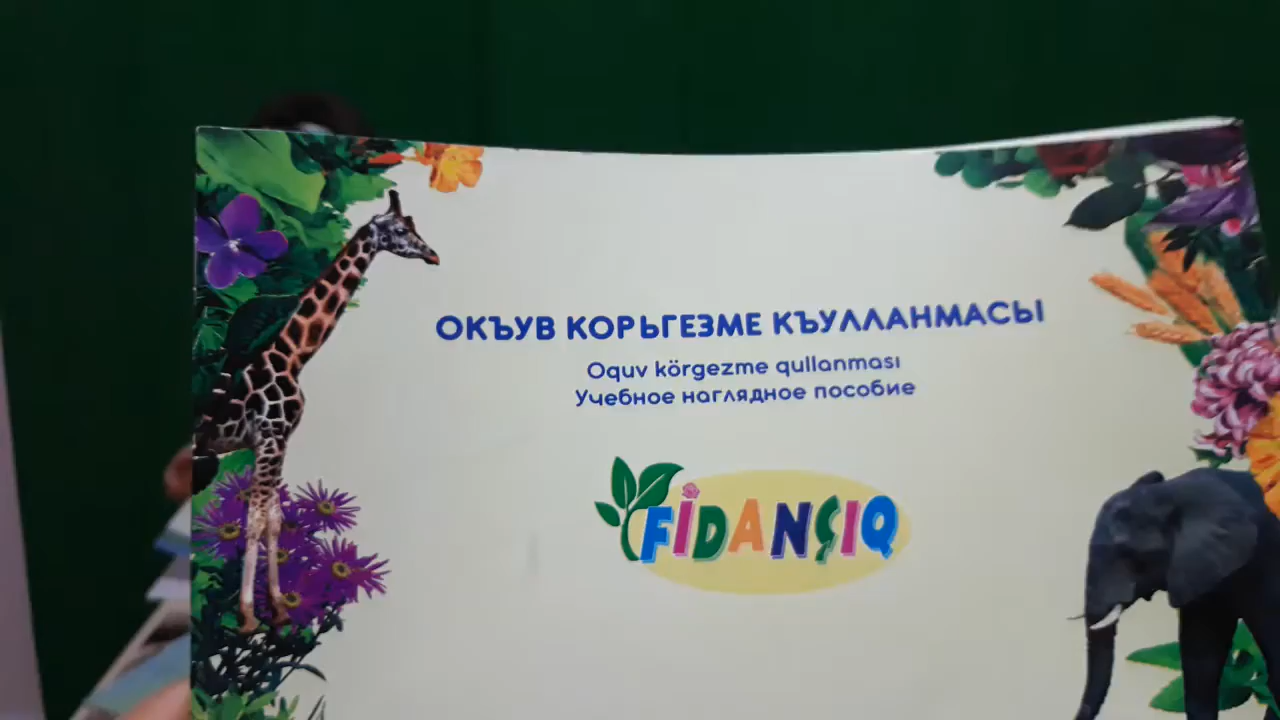 ОКЪУВ КОРЬГЕЗМЕ КЪУЛЛАНМАСЫ
Oquv körgezme qullanması
Учебное наглядное пособие
FİDANÇIQ